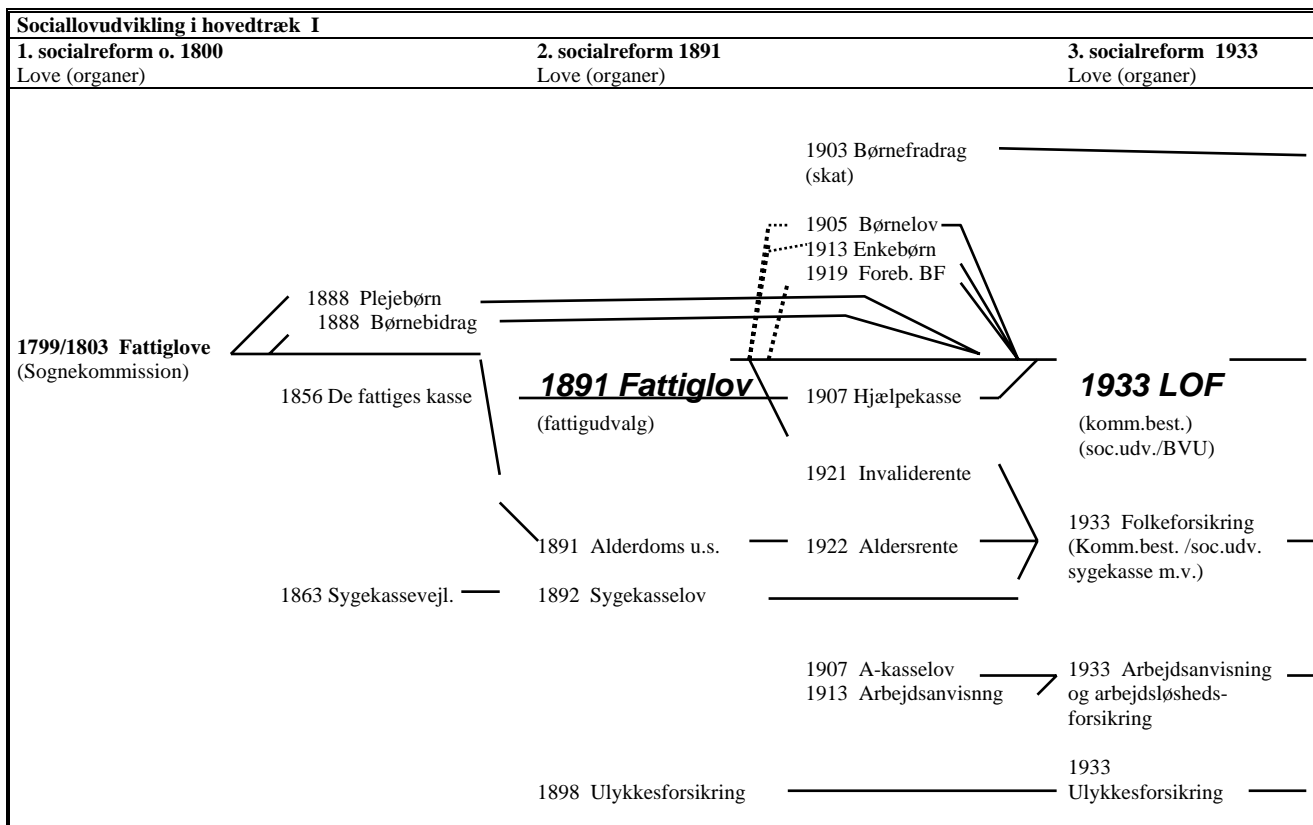 Sociallovudvikling i hovedtræk I
1. socialreform o. 1800
Love (organer)
2. socialreform 1891
Love (organer)
3. socialreform 1933
Love (organer)
1903 Børnefradrag
(skat)
1905 Børnelov
1913 Enkebørn
1919 Foreb. BF
1888 Plejebørn
1888 Børnebidrag
1799/1803 Fattiglove
(Sognekommission)
1856 De fattiges kasse
1891 Fattiglov
(fattigudvalg)
1907 Hjælpekasse
1933 LOF
(komm.best.)
(soc.udv./BVU)
1921 Invaliderente
1891 Alderdoms u.s.
1922 Aldersrente
1933 Folkeforsikring
(Komm.best. /soc.udv.
sygekasse m.v.)
1863 Sygekassevejl.
1892 Sygekasselov
1907 A-kasselov
1913 Arbejdsanvisnng
1933 Arbejdsanvisning
og arbejdsløsheds-
forsikring
1898 Ulykkesforsikring
1933
Ulykkesforsikring